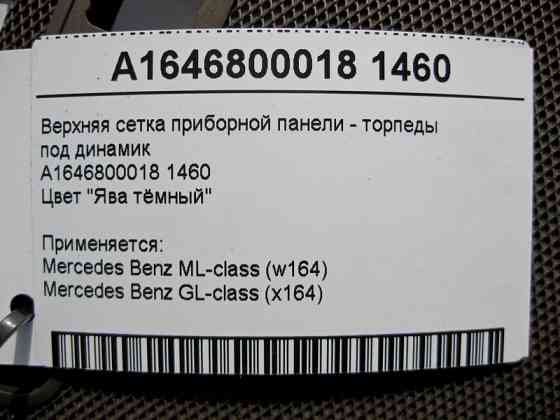 A1646800018 1460
Верхняя сетка приборной панели - торпеды
под динамик
A1646800018 1460
Цвет "Ява тёмный"
Применяется:
Mercedes Benz ML-class (w164)
Mercedes Benz GL-class (x164)